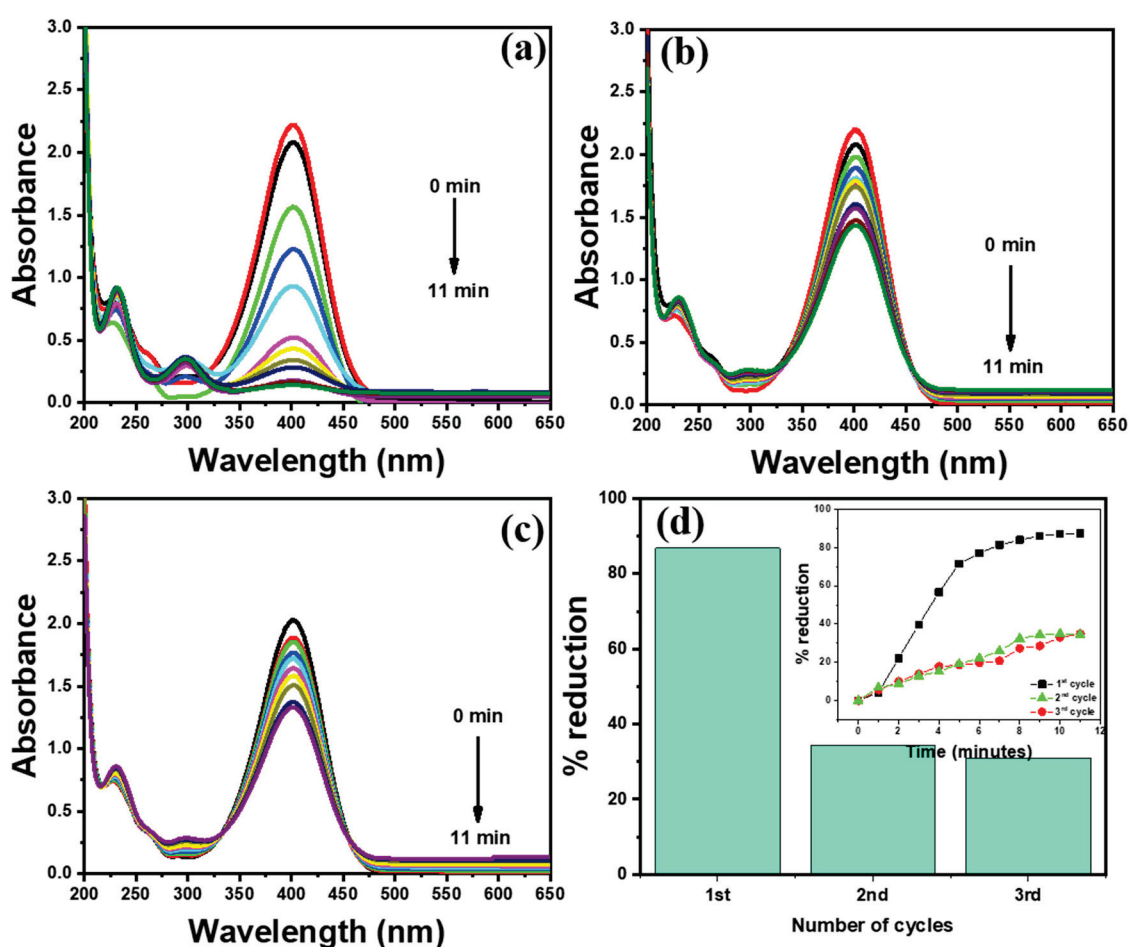 (a)
3.0
2.5
2.0
1.5
1.0
0.5
0.0
Absorbance
0 min
11 min
200 250 300 350 400 450 500 550 600 650
Wavelength (nm)
(b)
3.0
2.5
2.0
1.5
1.0
0.5
0.0
Absorbance
0 min
11 min
200 250 300 350 400 450 500 550 600 650
Wavelength (nm)
(c)
3.0
2.5
2.0
1.5
1.0
0.5
0.0
Absorbance
0 min
11 min
200 250 300 350 400 450 500 550 600 650
Wavelength (nm)
(d)
100
80
60
40
20
0
% reduction
100
80
60
40
20
0
% reduction
1st cycle
2nd cycle
3rd cycle
0 2 4 6 8 10 12
Time (minutes)
1st 2nd 3rd
Number of cycles